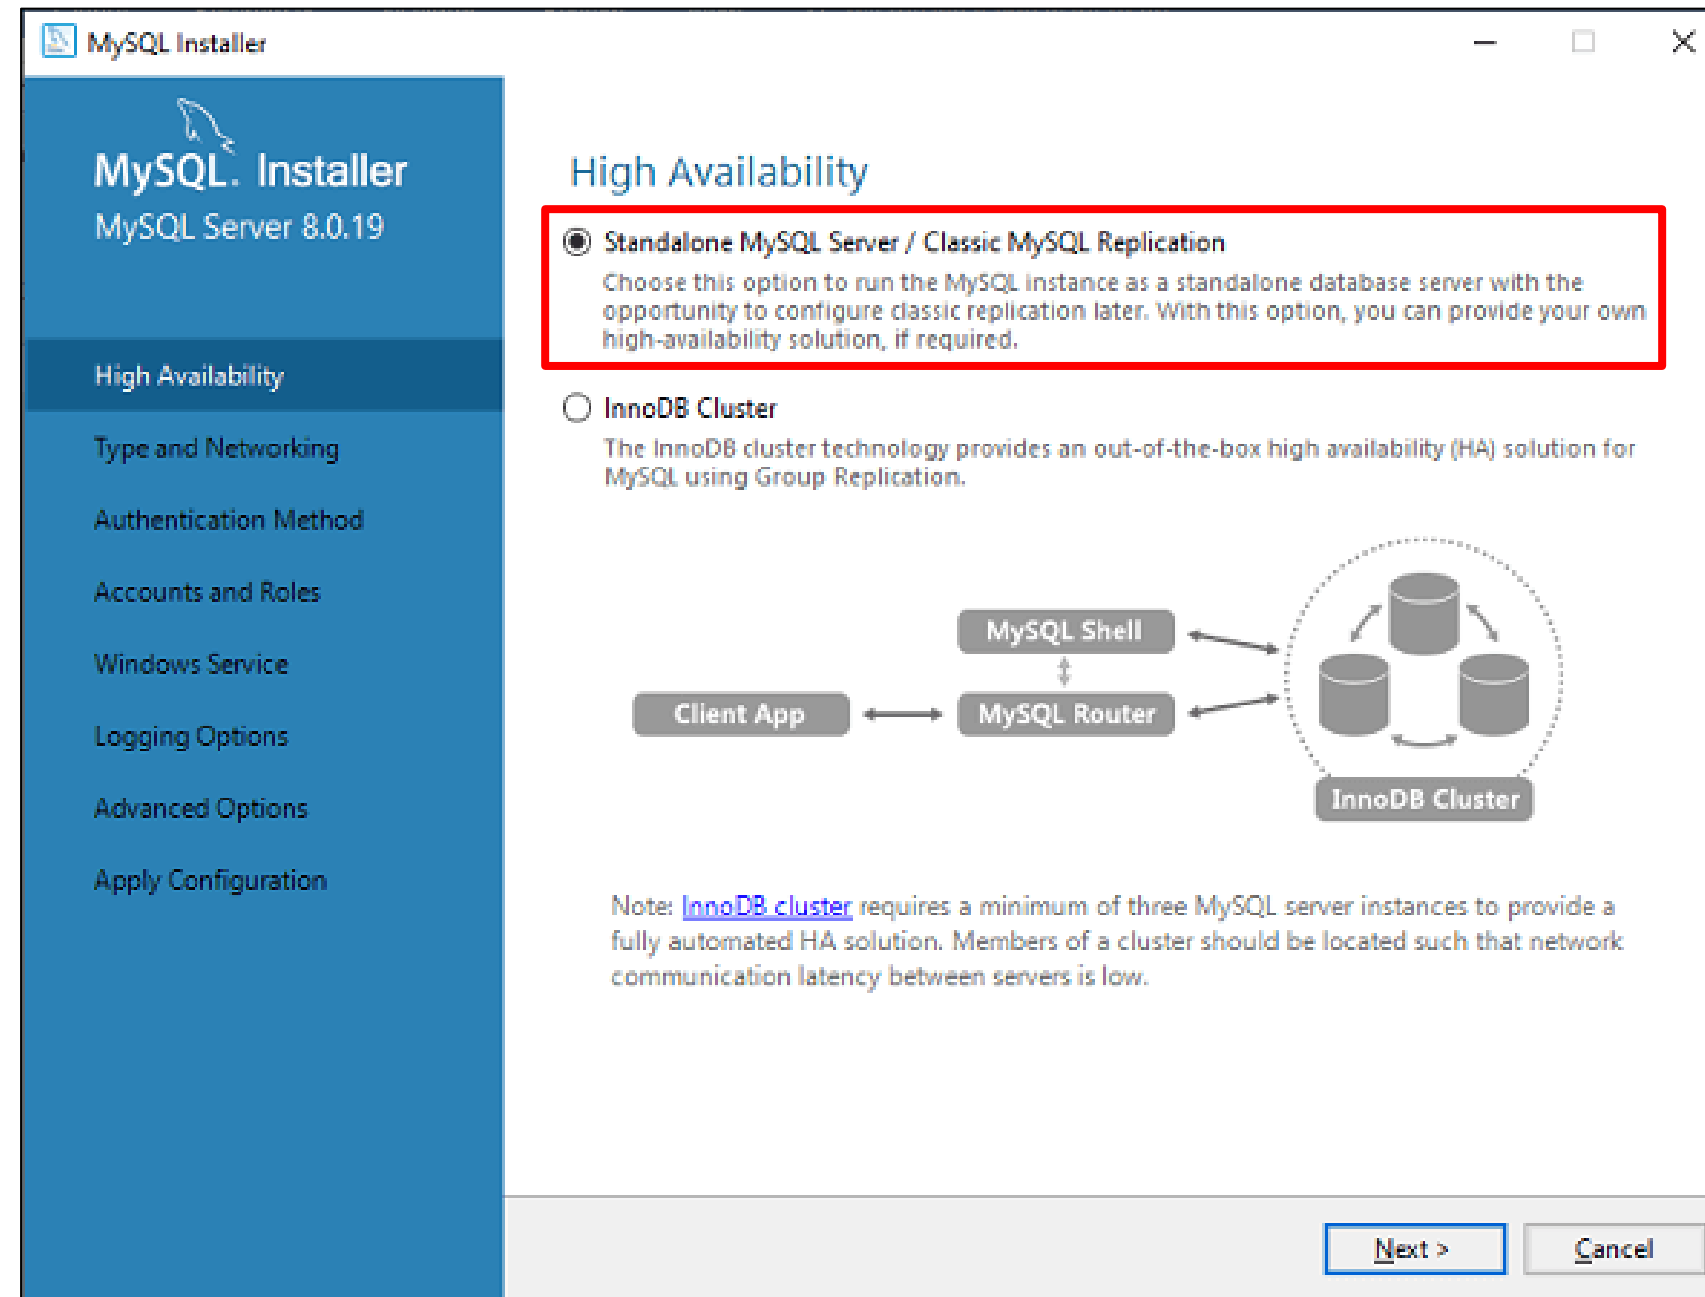 MySQL Installer
MySQL. Installer
MySQL Server 8.0.19
High Availability
Type and Networking
Authentication Method
Accounts and Roles
Windows Service
Logging Options
Advanced Options
Apply Configuration
High Availability
Standalone MySQL Server / Classic MySQL Replication
Choose this option to run the MySQL instance as a standalone database server with the
opportunity to configure classic replication later. With this option, you can provide your own
high-availability solution, if required.
InnoDB Cluster
The InnoDB cluster technology provides an out-of-the-box high availability (HA) solution for
MySQL using Group Replication.
MySQL Shell
Client App
MySQL Router
InnoDB Cluster
Note: InnoDB cluster requires a minimum of three MySQL server instances to provide a
fully automated HA solution. Members of a cluster should be located such that network
communication latency between servers is low.
Next >
Cancel